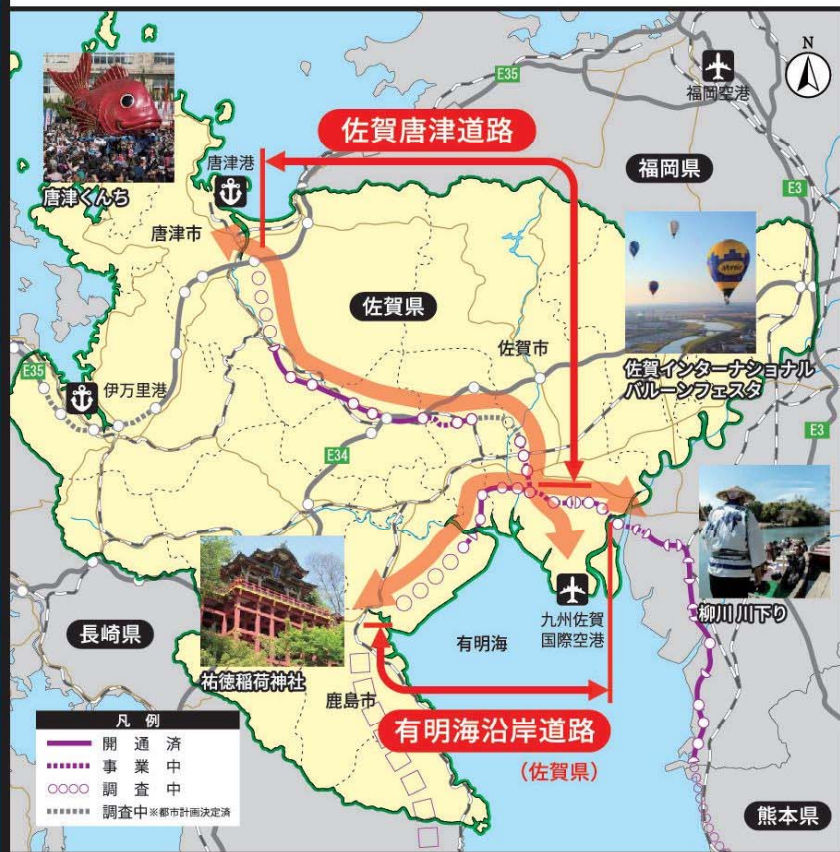 N
E35
福岡空港
佐賀唐津道路
唐津港
福岡県
E3
唐津くんち
唐津市
佐賀県
佐賀市
E35
伊万里港
佐賀インターナショナル
バルーンフェスタ
E34
E3
長崎県
九州佐賀
国際空港
柳川 川下り
有明海
祐徳稲荷神社
鹿島市
有明海沿岸道路
(佐賀県)
凡例
開通済
事業中
調査中
調査中※都市計画決定済
熊本県